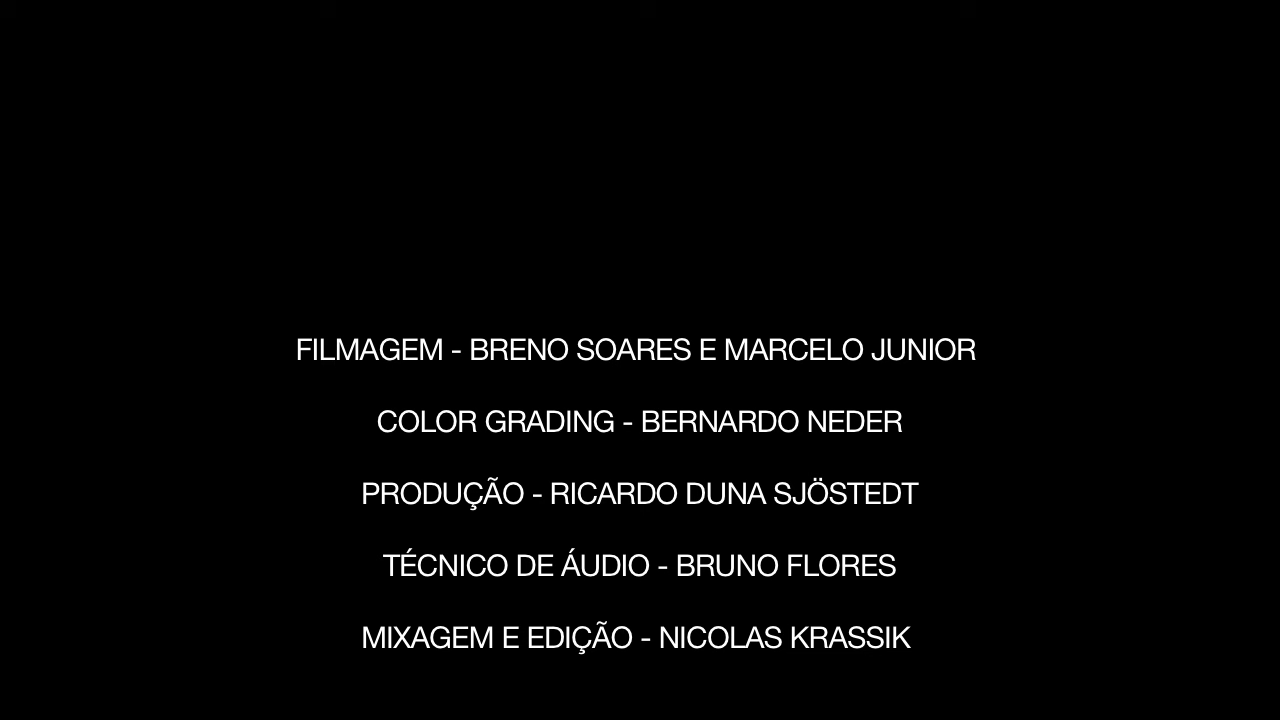 FILMAGEM - BRENO SOARES E MARCELO JUNIOR
COLOR GRADING - BERNARDO NEDER
PRODUÇÃO - RICARDO DUNA SJÖSTEDT
TÉCNICO DE ÁUDIO - BRUNO FLORES
MIXAGEM E EDIÇÃO - NICOLAS KRASSIK